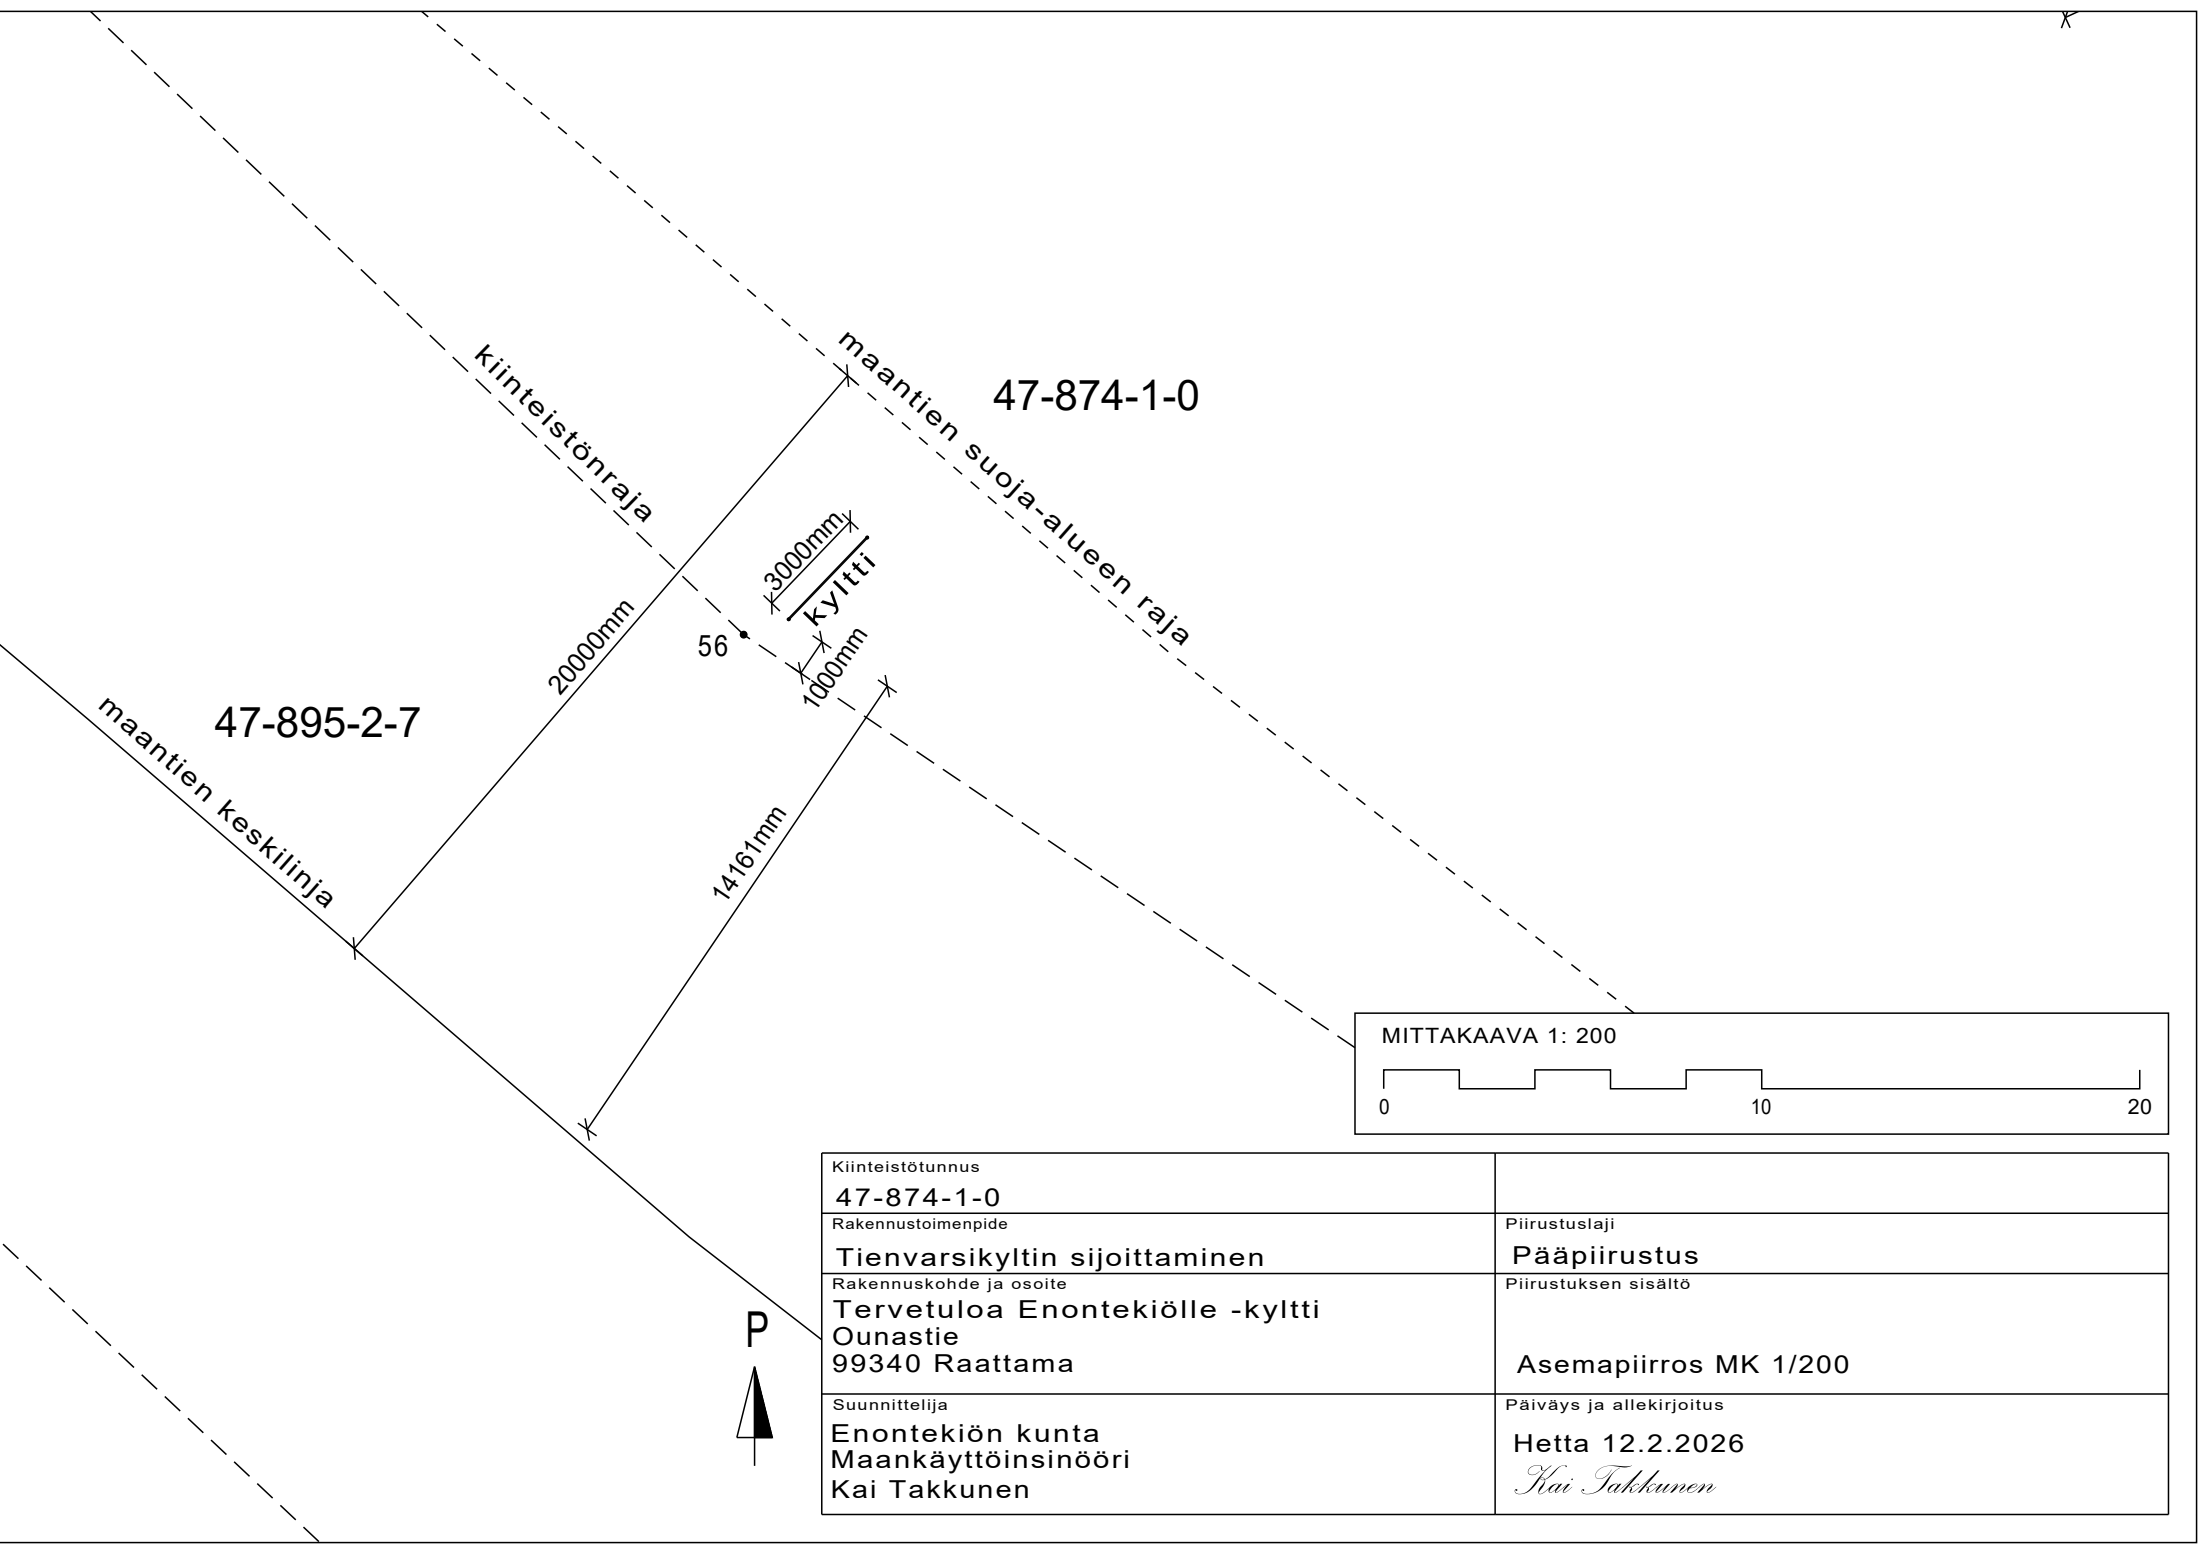 maantien suoja-alueen raja
47-874-1-0
kiinteistönraja
3000mm
kyltti
20000mm
56
1000mm
47-895-2-7
maantien keskilinja
14161mm
MITTAKAAVA 1: 200
0 10 20
Kiinteistötunnus
47-874-1-0
Rakennustoimenpide
Tienvarsikyltin sijoittaminen
Piirustuslaji
Pääpiirustus
Rakennuskohde ja osoite
Tervetuloa Enontekiölle -kyltti
Ounastie
99340 Raattama
Piirustuksen sisältö
Asemapiirros MK 1/200
Suunnittelija
Enontekiön kunta
Maankäyttöinsinööri
Kai Takkunen
Päiväys ja allekirjoitus
Hetta 12.2.2026
Kai Takkunen
P